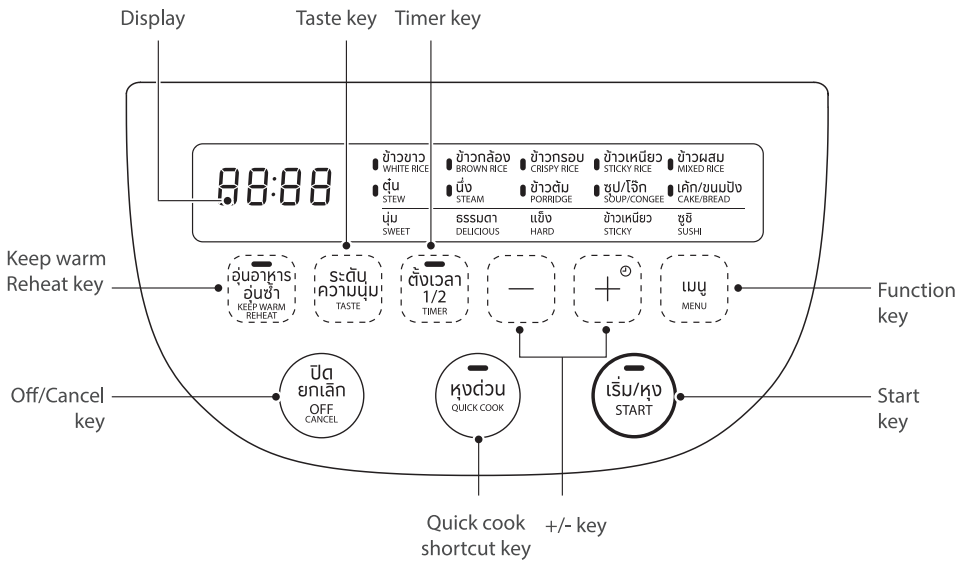 Display
Taste key
Timer key
88:88
ข้าวขาว
WHITE RICE
ข้าวกล้อง
BROWN RICE
ข้าวกรอบ
CRISPY RICE
ข้าวเหนียว
STICKY RICE
ข้าวผสม
MIXED RICE
ตุ๋น
STEW
นึ่ง
STEAM
ข้าวต้ม
PORRIDGE
ซุป/โจ๊ก
SOUP/CONGEE
เค้ก/ขนมปัง
CAKE/BREAD
นุ่ม
SWEET
ธรรมดา
DELICIOUS
แข็ง
HARD
ข้าวเหนียว
STICKY
ซูชิ
SUSHI
Keep warm
Reheat key
อุ่นอาหาร
อุ่นซ้ำ
KEEP WARM
REHEAT
ระดับ
ความนุ่ม
TASTE
ตั้งเวลา
1/2
TIMER
−
+
เมนู
MENU
Function
key
Off/Cancel
key
ปิด
ยกเลิก
OFF
CANCEL
หุงด่วน
QUICK COOK
เริ่ม/หุง
START
Start
key
Quick cook
shortcut key
+/- key